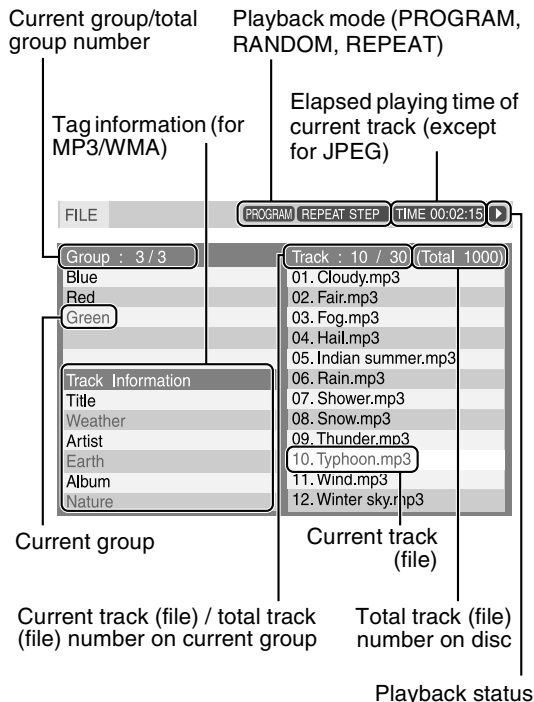 Current group/total
group number
Playback mode (PROGRAM,
RANDOM, REPEAT)
Tag information (for
MP3/WMA)
Elapsed playing time of
current track (except
for JPEG)
FILE
PROGRAM REPEAT STEP TIME 00:02:15
Group : 3 / 3
Blue
Red
Green
Track Information
Title
Weather
Artist
Earth
Album
Nature
Track : 10 / 30 (Total 1000)
01. Cloudy.mp3
02. Fair.mp3
03. Fog.mp3
04. Hail.mp3
05. Indian summer.mp3
06. Rain.mp3
07. Shower.mp3
08. Snow.mp3
09. Thunder.mp3
10. Typhoon.mp3
11. Wind.mp3
12. Winter sky.mp3
Current group
Current track
(file)
Current track (file) / total track
(file) number on current group
Total track (file)
number on disc
Playback status